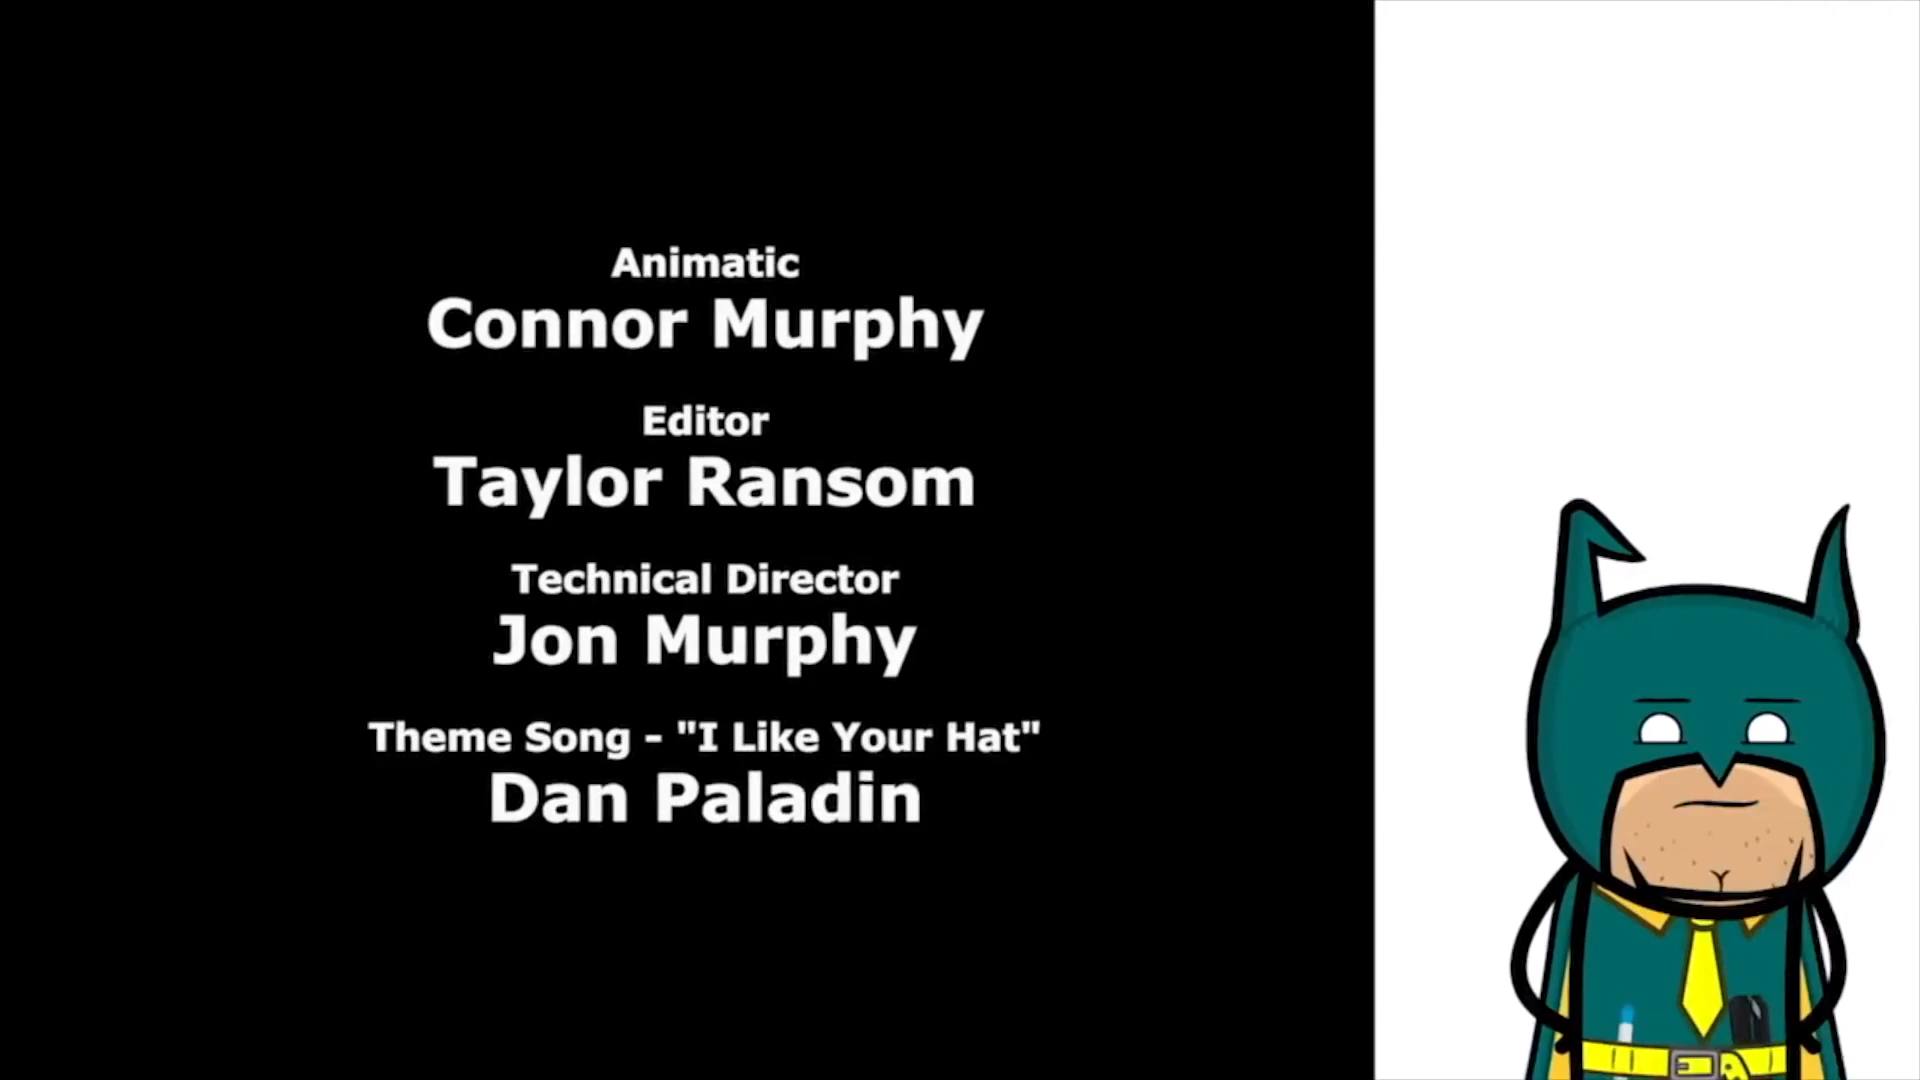 Animatic
Connor Murphy
Editor
Taylor Ransom
Technical Director
Jon Murphy
Theme Song - "I Like Your Hat"
Dan Paladin